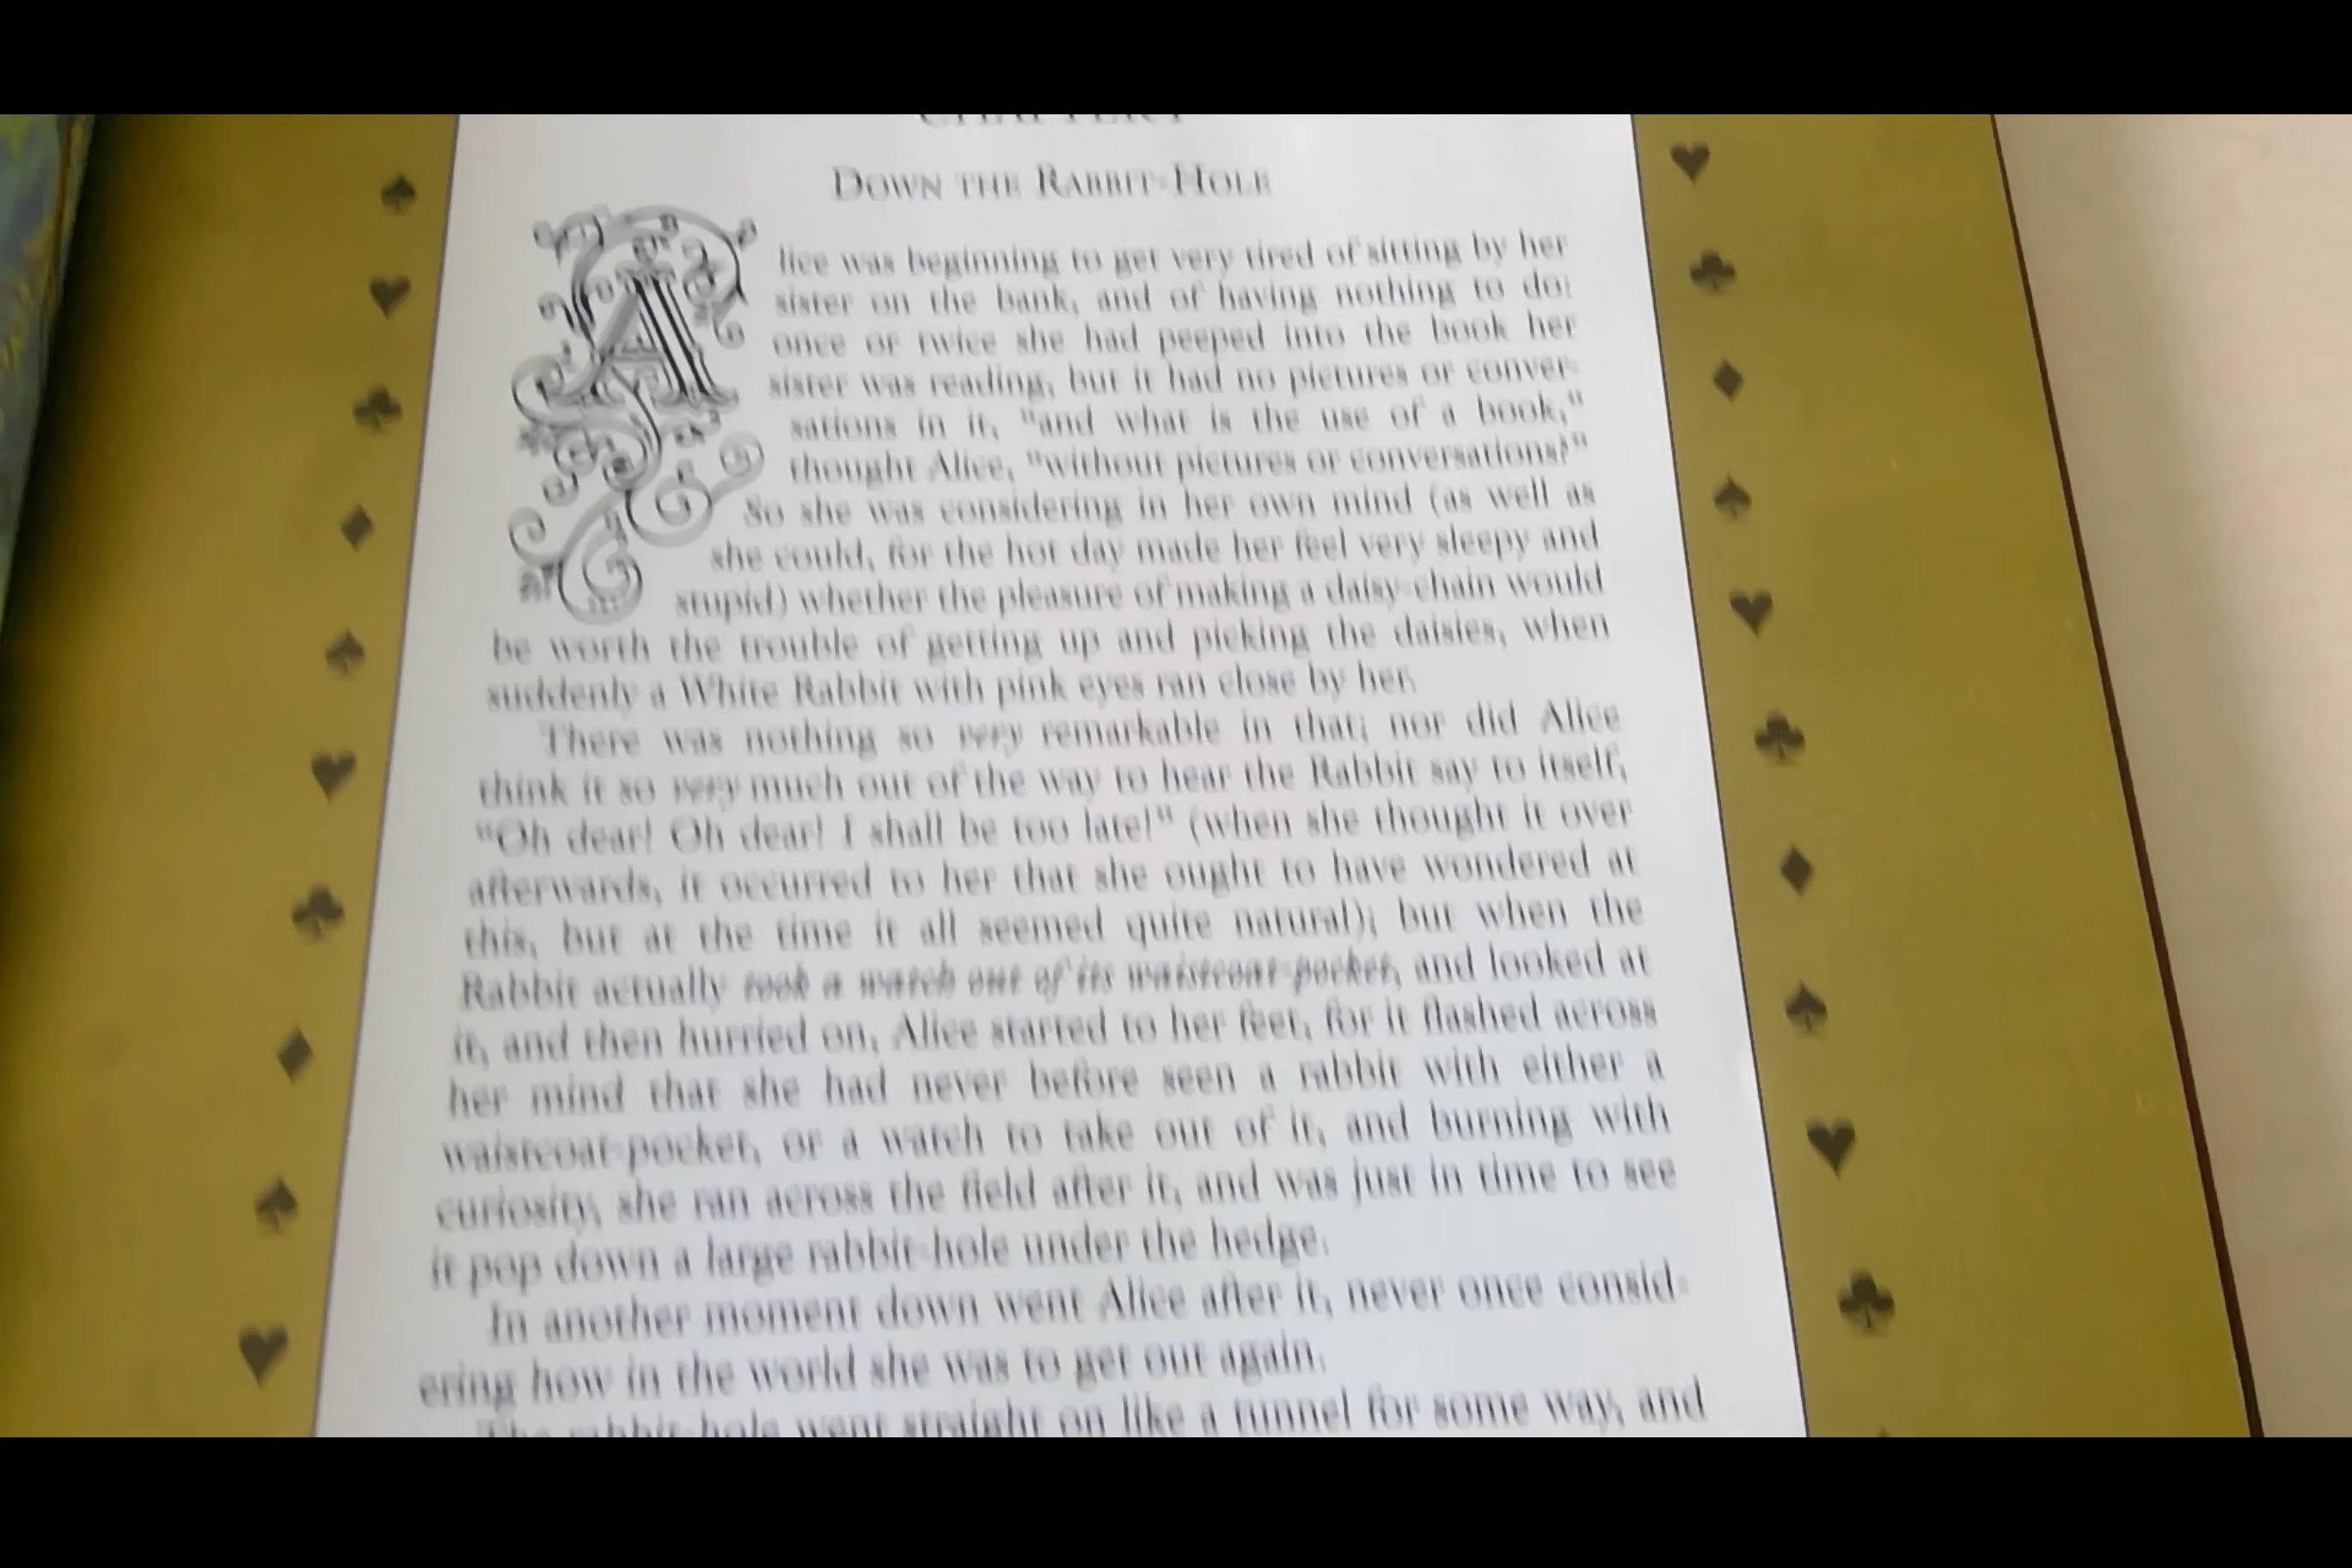 CHAPTER I
DOWN THE RABBIT-HOLE
Alice was beginning to get very tired of sitting by her
sister on the bank, and of having nothing to do:
once or twice she had peeped into the book her
sister was reading, but it had no pictures or conver-
sations in it, "and what is the use of a book,"
thought Alice, "without pictures or conversations?"
So she was considering in her own mind (as well as
she could, for the hot day made her feel very sleepy and
stupid) whether the pleasure of making a daisy-chain would
be worth the trouble of getting up and picking the daisies, when
suddenly a White Rabbit with pink eyes ran close by her.
There was nothing so very remarkable in that; nor did Alice
think it so very much out of the way to hear the Rabbit say to itself,
"Oh dear! Oh dear! I shall be too late!" (when she thought it over
afterwards, it occurred to her that she ought to have wondered at
this, but at the time it all seemed quite natural); but when the
Rabbit actually took a watch out of its waistcoat-pocket, and looked at
it, and then hurried on, Alice started to her feet, for it flashed across
her mind that she had never before seen a rabbit with either a
waistcoat-pocket, or a watch to take out of it, and burning with
curiosity, she ran across the field after it, and was just in time to see
it pop down a large rabbit-hole under the hedge.
In another moment down went Alice after it, never once consid-
ering how in the world she was to get out again.
The rabbit-hole went straight on like a tunnel for some way, and